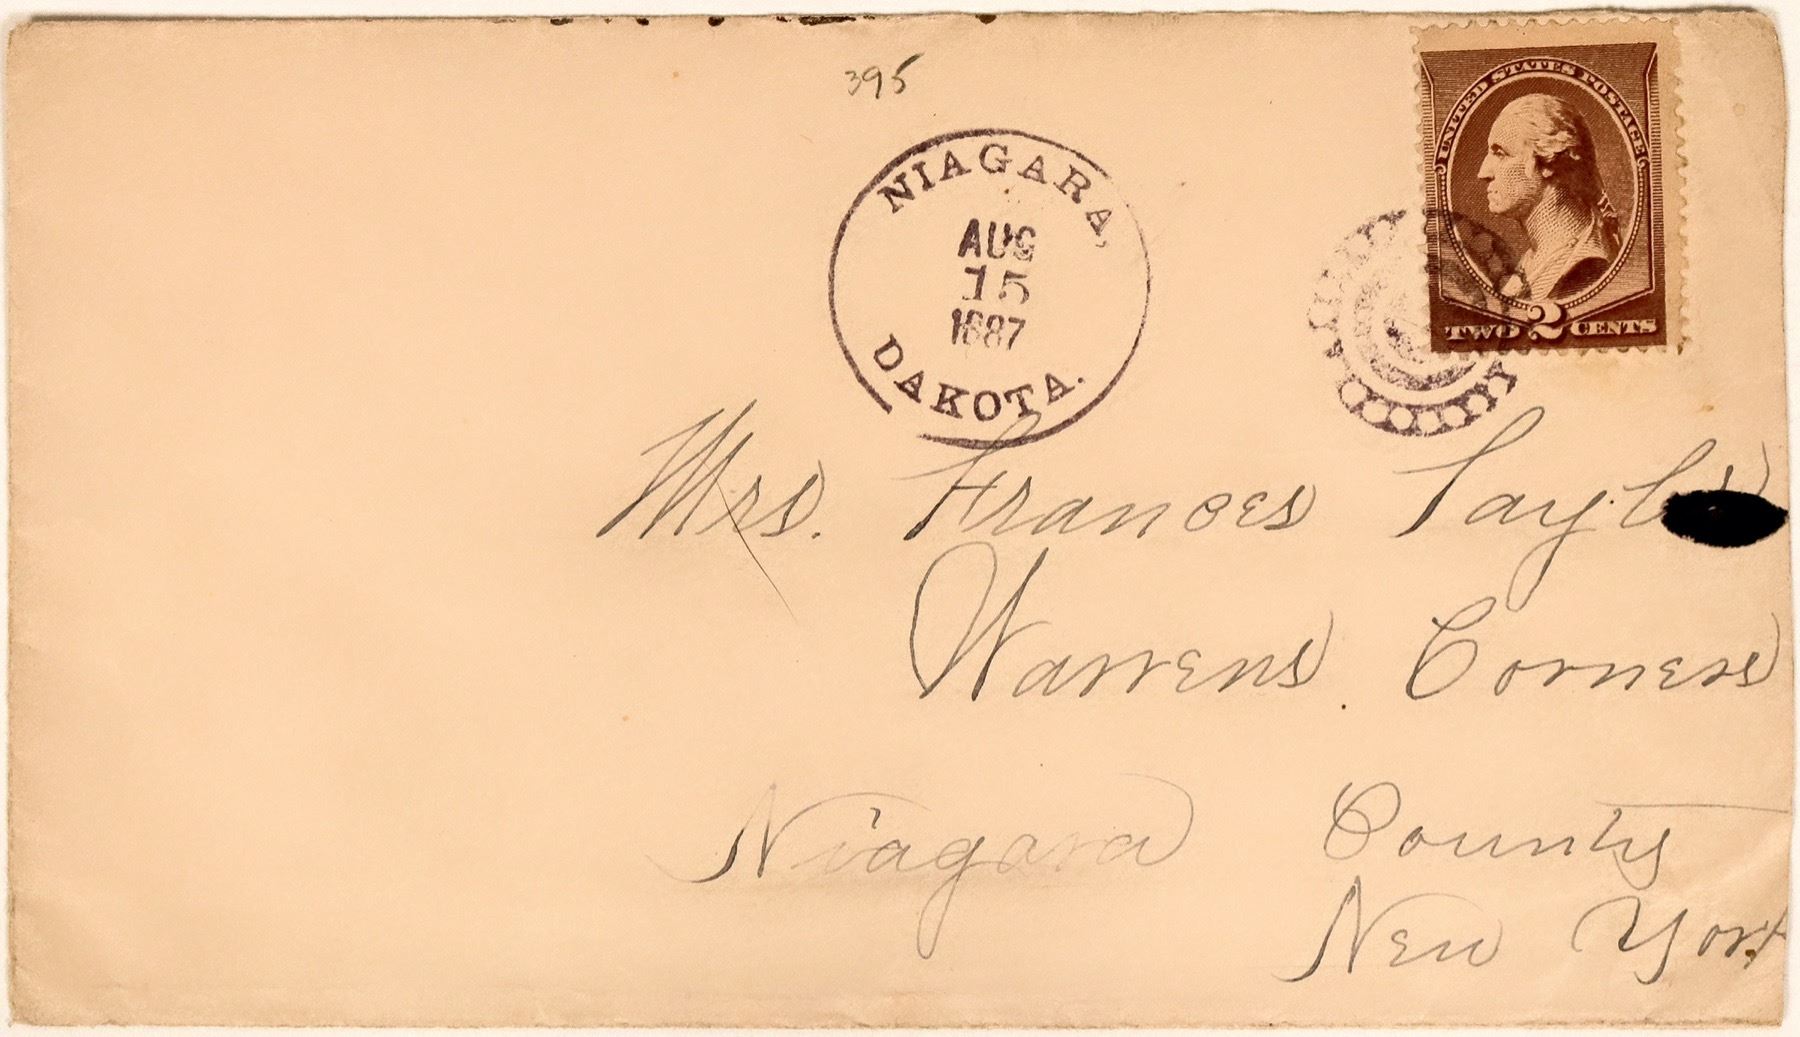 395
UNITED STATES POSTAGE
TWO 2 CENTS
NIAGARA,
AUG
15
1887
DAKOTA.
Mrs. Frances
Warrens Corners
Niagara County
New York